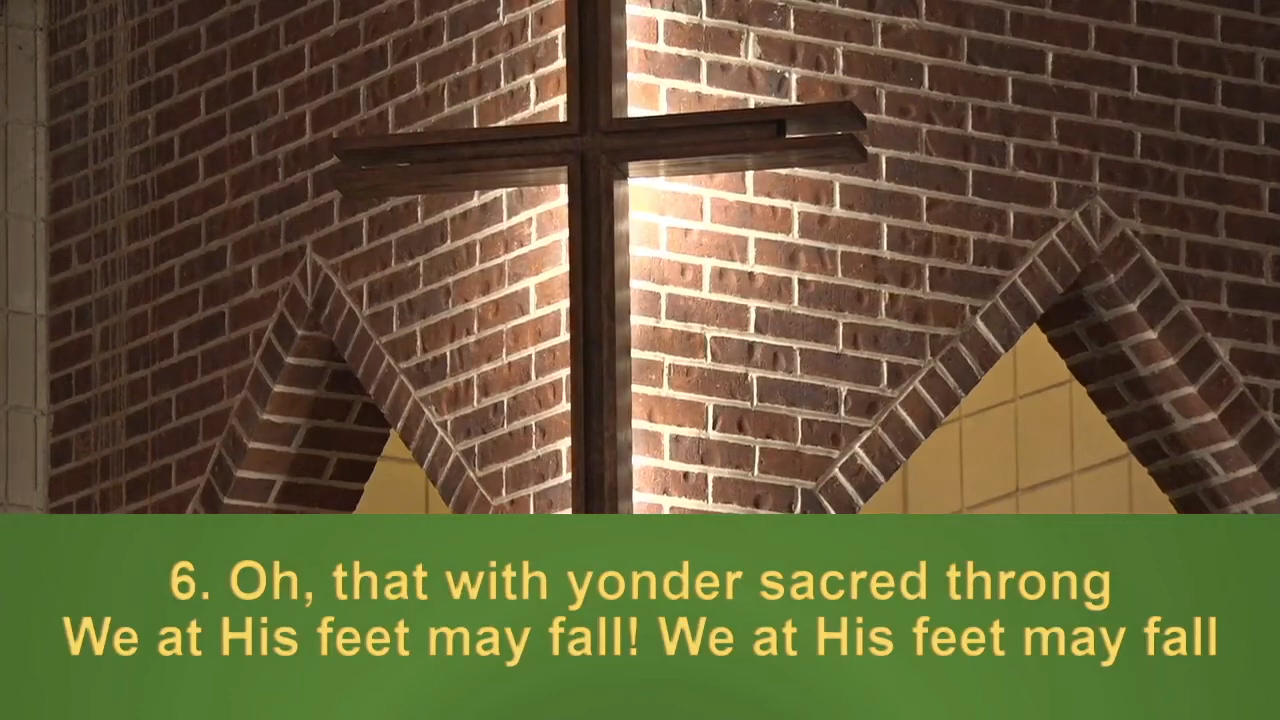 6. Oh, that with yonder sacred throng
We at His feet may fall! We at His feet may fall